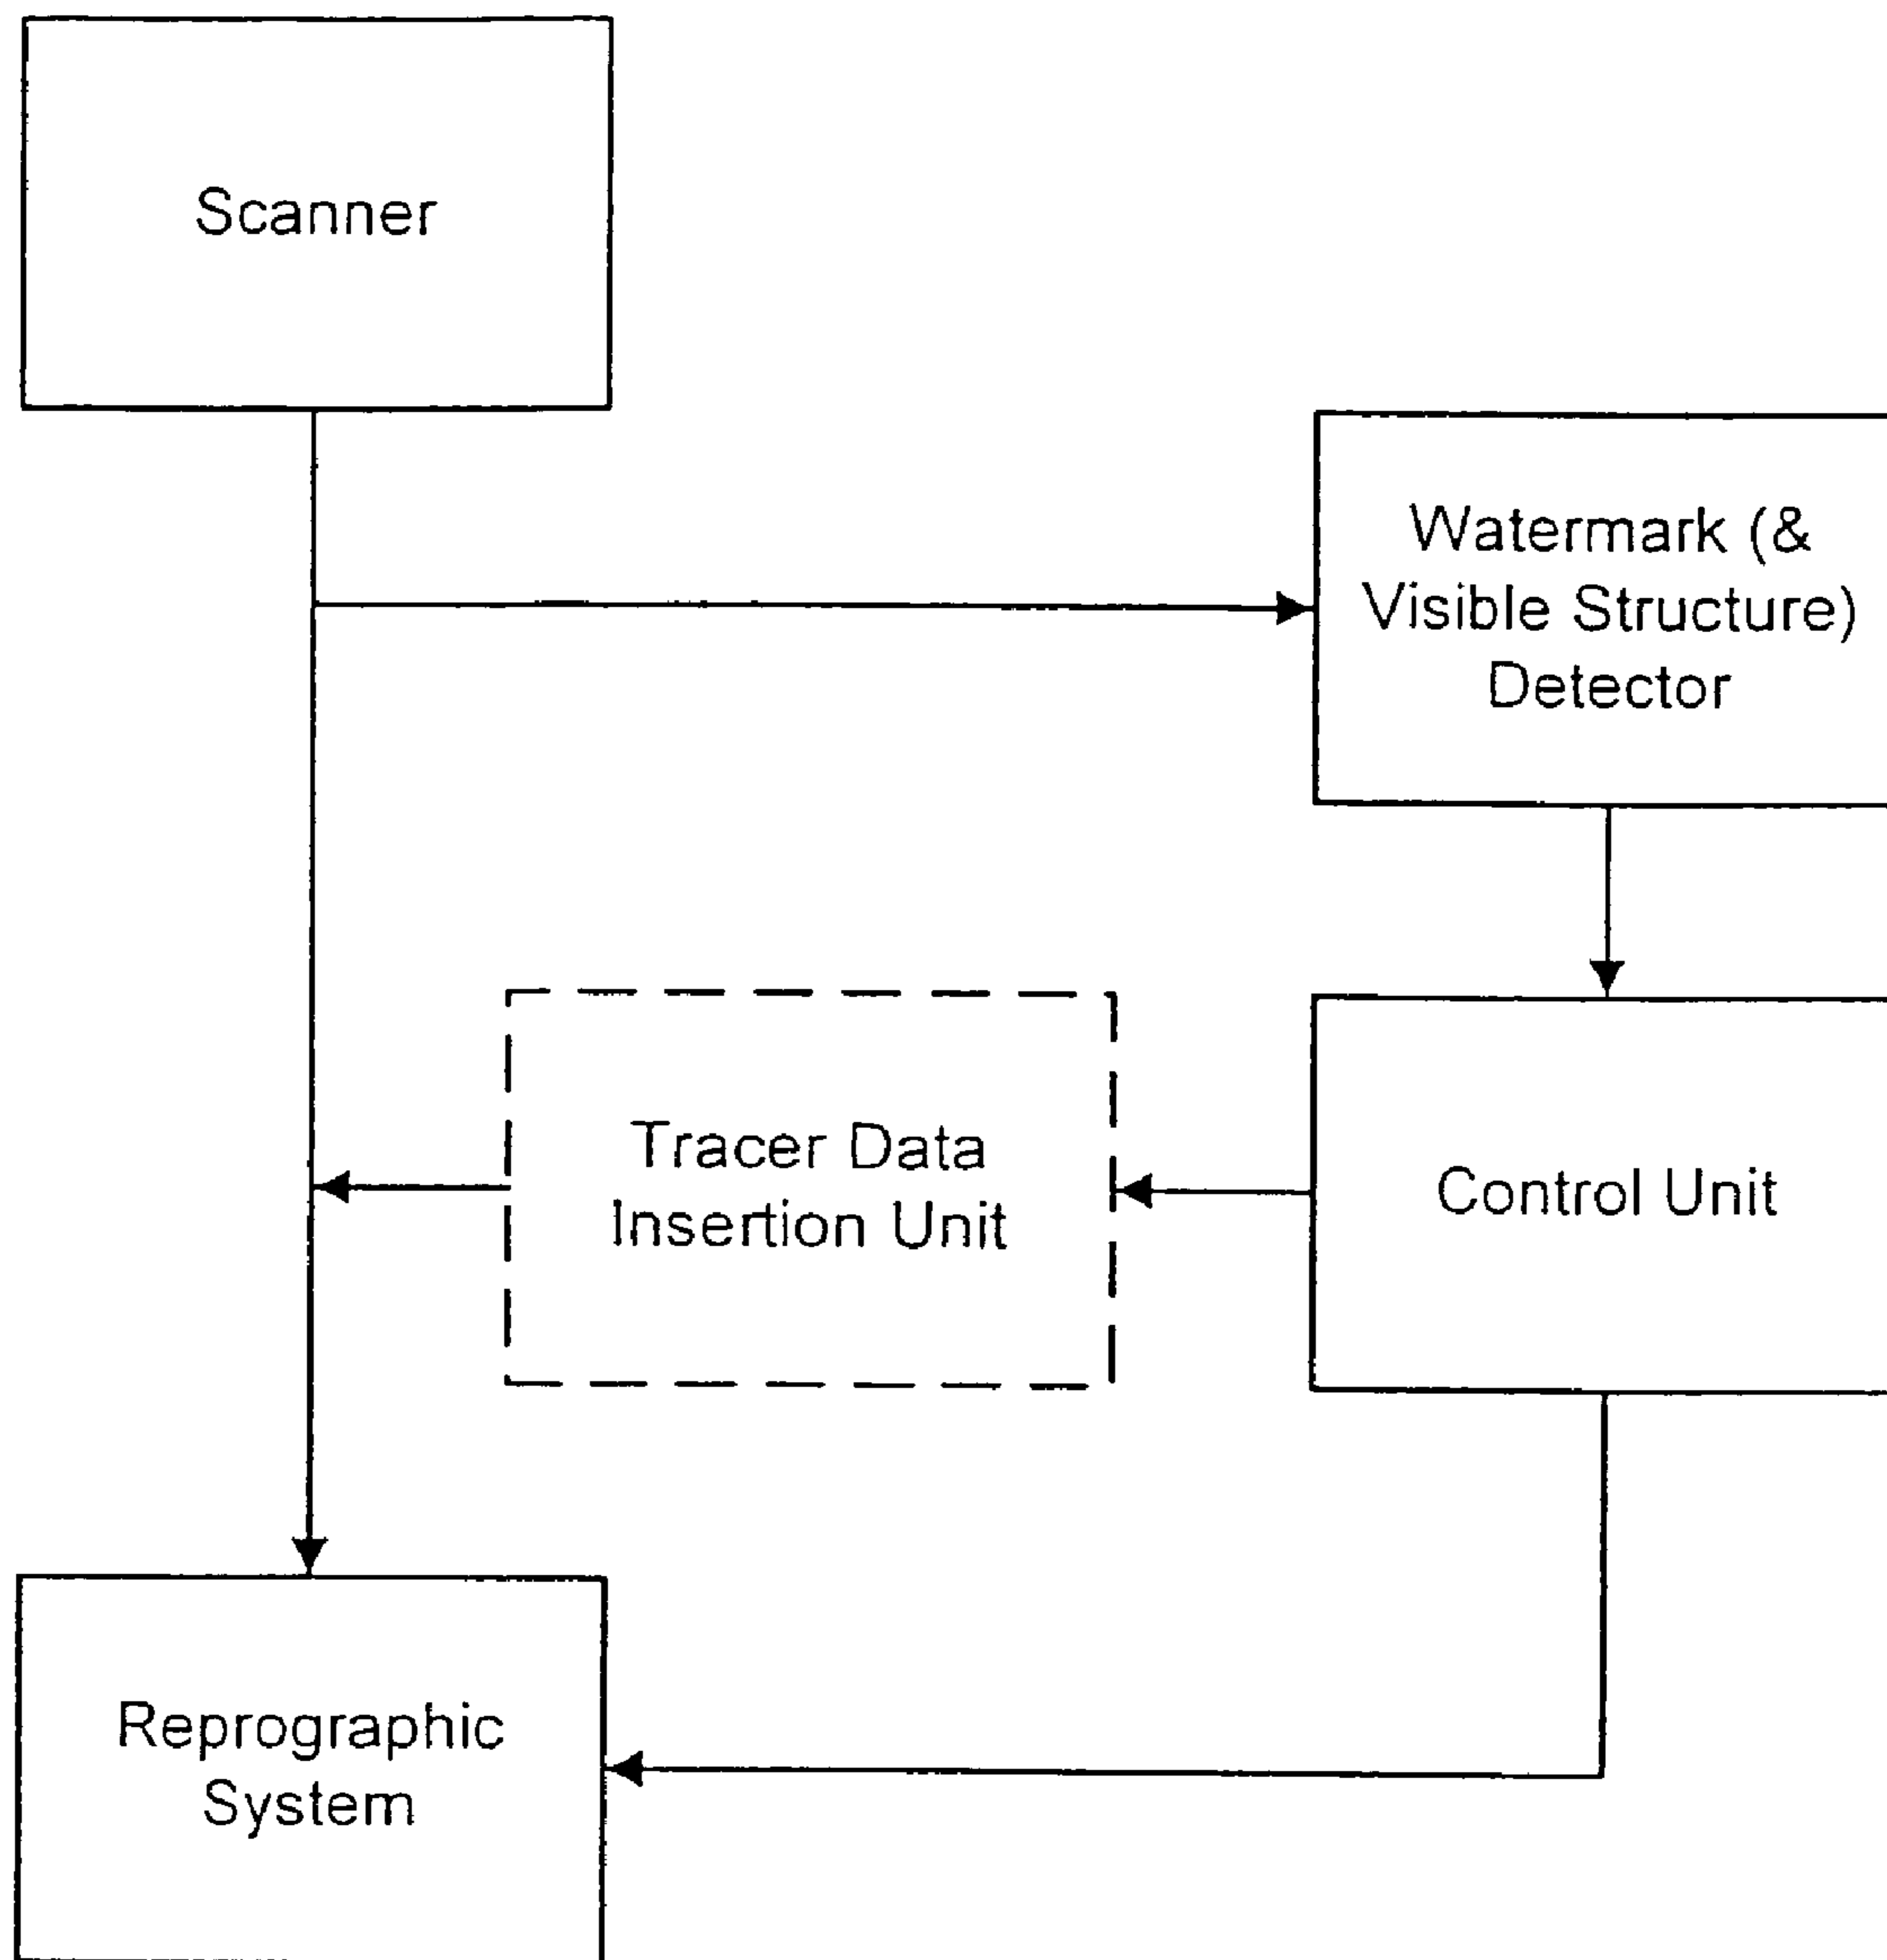 Scanner
Watermark (&
Visible Structure)
Detector
Tracer Data
Insertion Unit
Control Unit
Reprographic
System